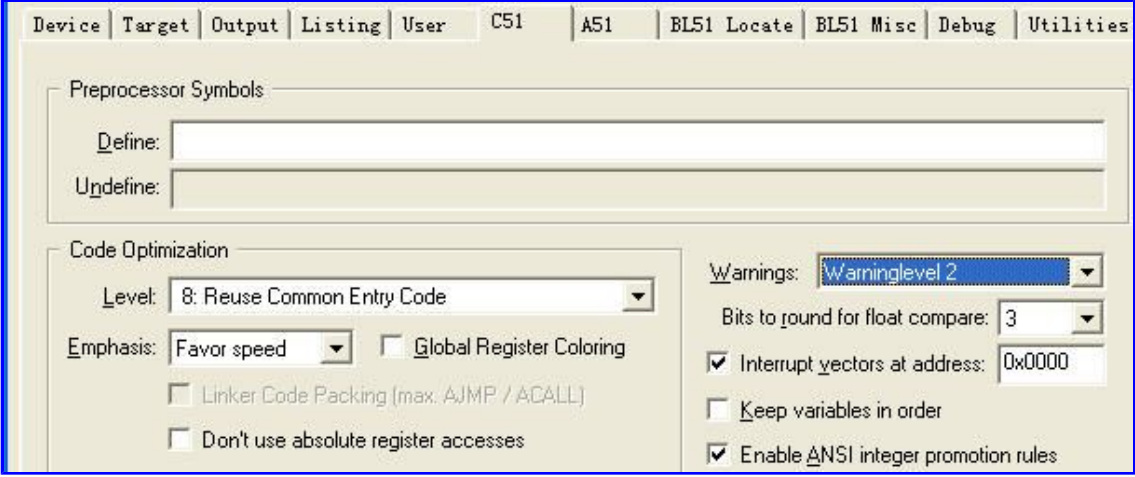 Device Target Output Listing User C51 A51 BL51 Locate BL51 Misc Debug Utilities
Preprocessor Symbols
Define:
Undefine:
Code Optimization
Level: 8: Reuse Common Entry Code
Emphasis: Favor speed Global Register Coloring
Linker Code Packing (max. AJMP / ACALL)
Don't use absolute register accesses
Warnings: Warninglevel 2
Bits to round for float compare: 3
Interrupt vectors at address: 0x0000
Keep variables in order
Enable ANSI integer promotion rules